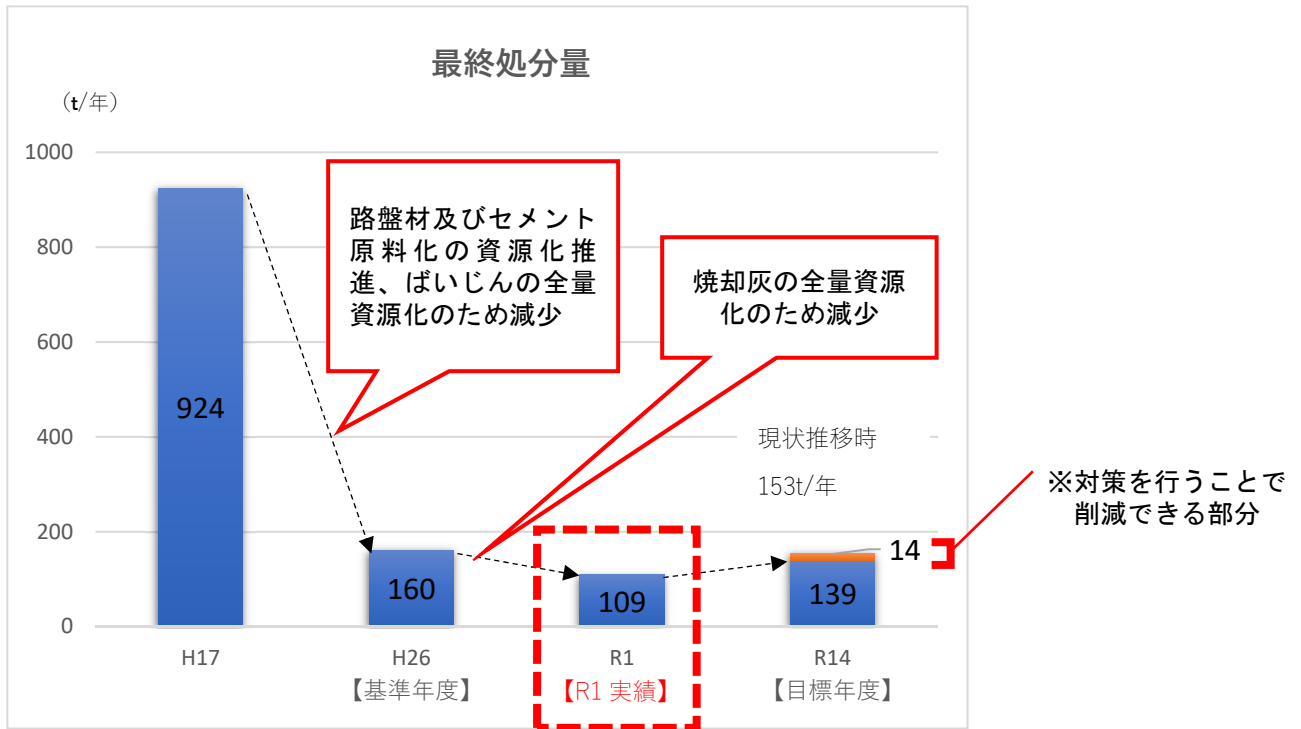 最終処分量
（t/年）
1000
800
600
400
200
0
路盤材及びセメント
原料化の資源化推
進、ばいじんの全量
資源化のため減少
焼却灰の全量資源
化のため減少
現状推移時
153t/年
※対策を行うことで
削減できる部分
924
160
109
139
14
H17
H26
【基準年度】
R1
【R1 実績】
R14
【目標年度】